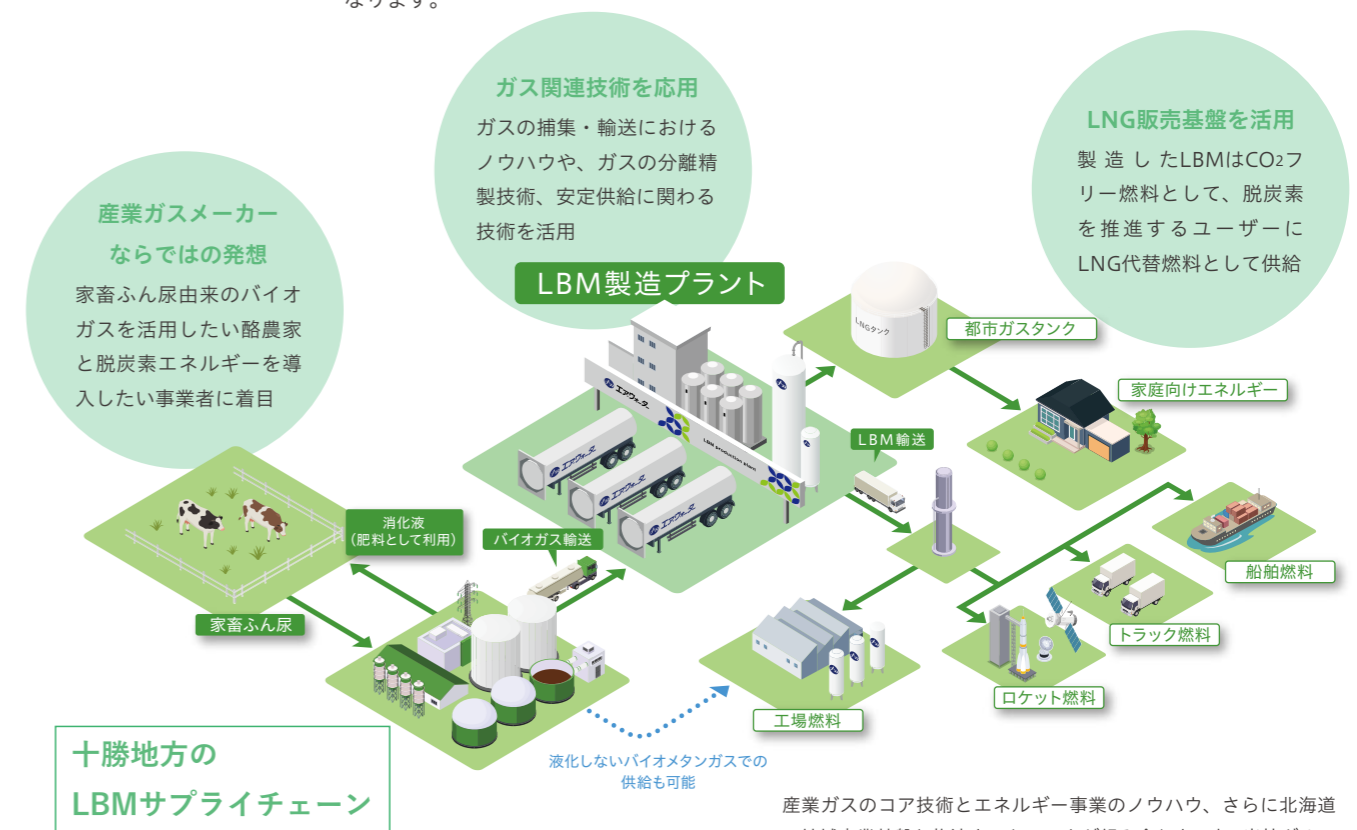 なります。
ガス関連技術を応用
ガスの捕集・輸送における
ノウハウや、ガスの分離精
製技術、安定供給に関わる
技術を活用
LNG販売基盤を活用
製造したLBMはCO2フ
リー燃料として、脱炭素
を推進するユーザーに
LNG代替燃料として供給
産業ガスメーカー
ならではの発想
家畜ふん尿由来のバイオ
ガスを活用したい酪農家
と脱炭素エネルギーを導
入したい事業者に着目
LBM製造プラント
LNGタンク
都市ガスタンク
家庭向けエネルギー
エア・ウォーター
LBM production plant
LBM輸送
消化液
(肥料として利用)
バイオガス輸送
家畜ふん尿
船舶燃料
トラック燃料
ロケット燃料
工場燃料
液化しないバイオメタンガスでの
供給も可能
十勝地方の
LBMサプライチェーン
産業ガスのコア技術とエネルギー事業のノウハウ、さらに北海道